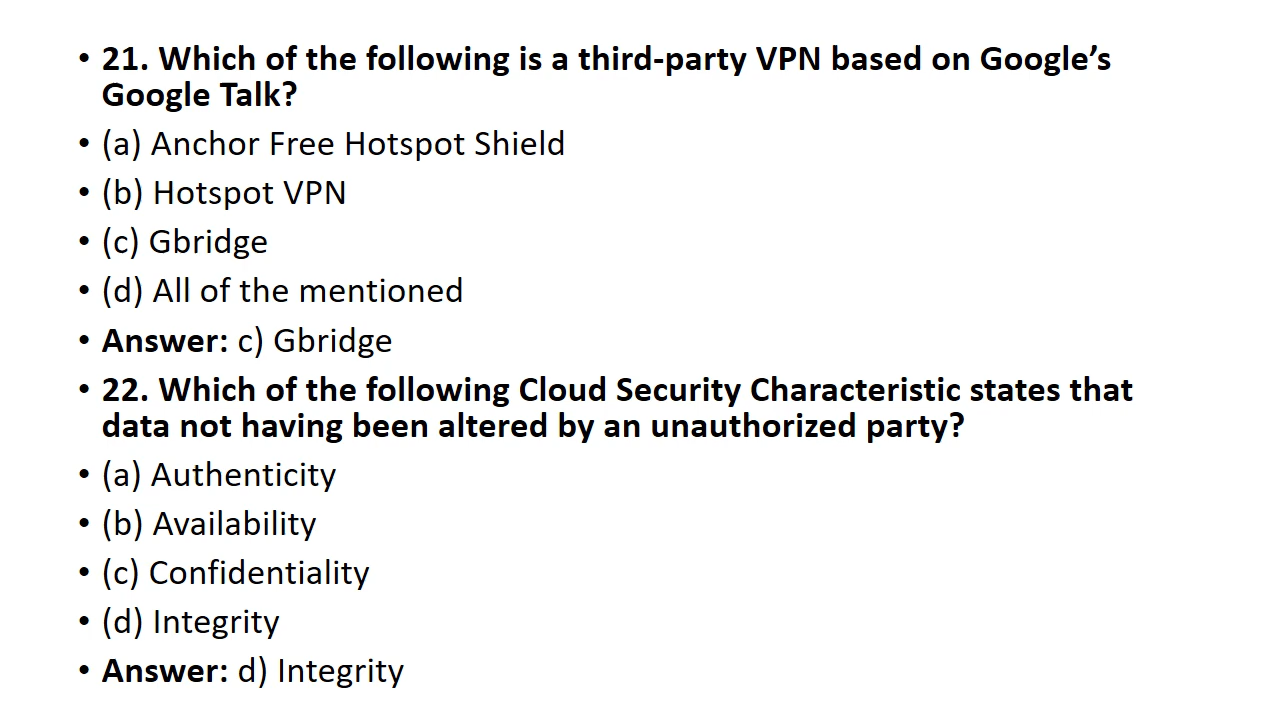 • 21. Which of the following is a third-party VPN based on Google’s
Google Talk?
• (a) Anchor Free Hotspot Shield
• (b) Hotspot VPN
• (c) Gbridge
• (d) All of the mentioned
• Answer: c) Gbridge
• 22. Which of the following Cloud Security Characteristic states that
data not having been altered by an unauthorized party?
• (a) Authenticity
• (b) Availability
• (c) Confidentiality
• (d) Integrity
• Answer: d) Integrity